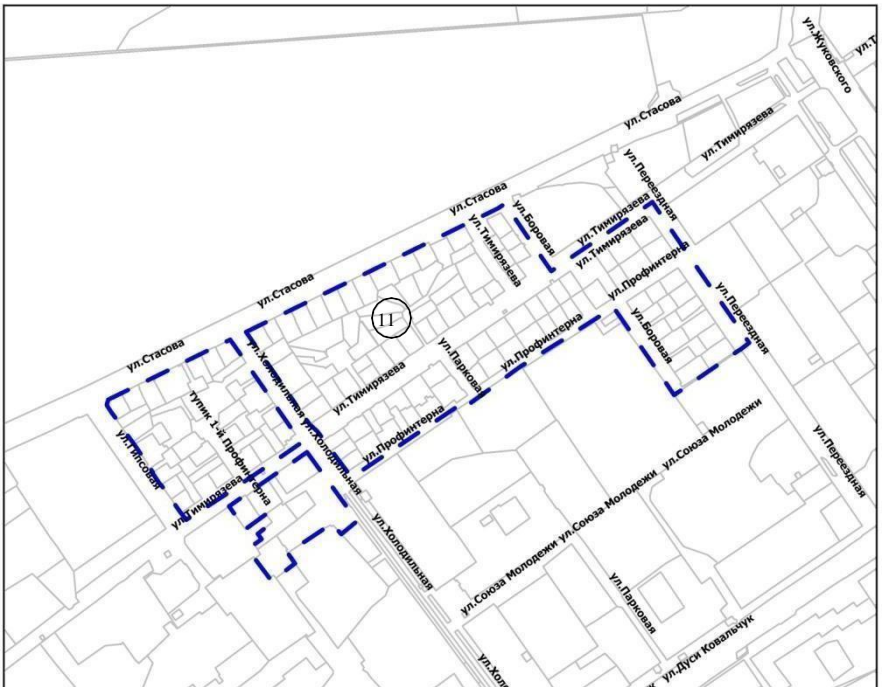 ул.Жуковского
ул.Т
ул.Стасова
ул.Тимирязева
ул.Переездная
ул.Стасова
ул.Боровая
ул.Тимирязева
ул.Тимирязева
ул.Тимирязева
ул.Профинтерна
ул.Стасова
ул.Переездная
11
ул.Боровая
ул.Профинтерна
ул.Стасова
ул.Холодильная
ул.Парковая
ул.Тимирязева
тупик 1-й Профинтерна
ул.Профинтерна
ул.Холодильная
ул.Гипсовая
ул.Союза Молодежи
ул.Переездная
ул.Тимирязева
ул.Союза Молодежи
ул.Холодильная
ул.Союза Молодежи
ул.Парковая
ул.Дуси Ковальчук
ул.Холо
к